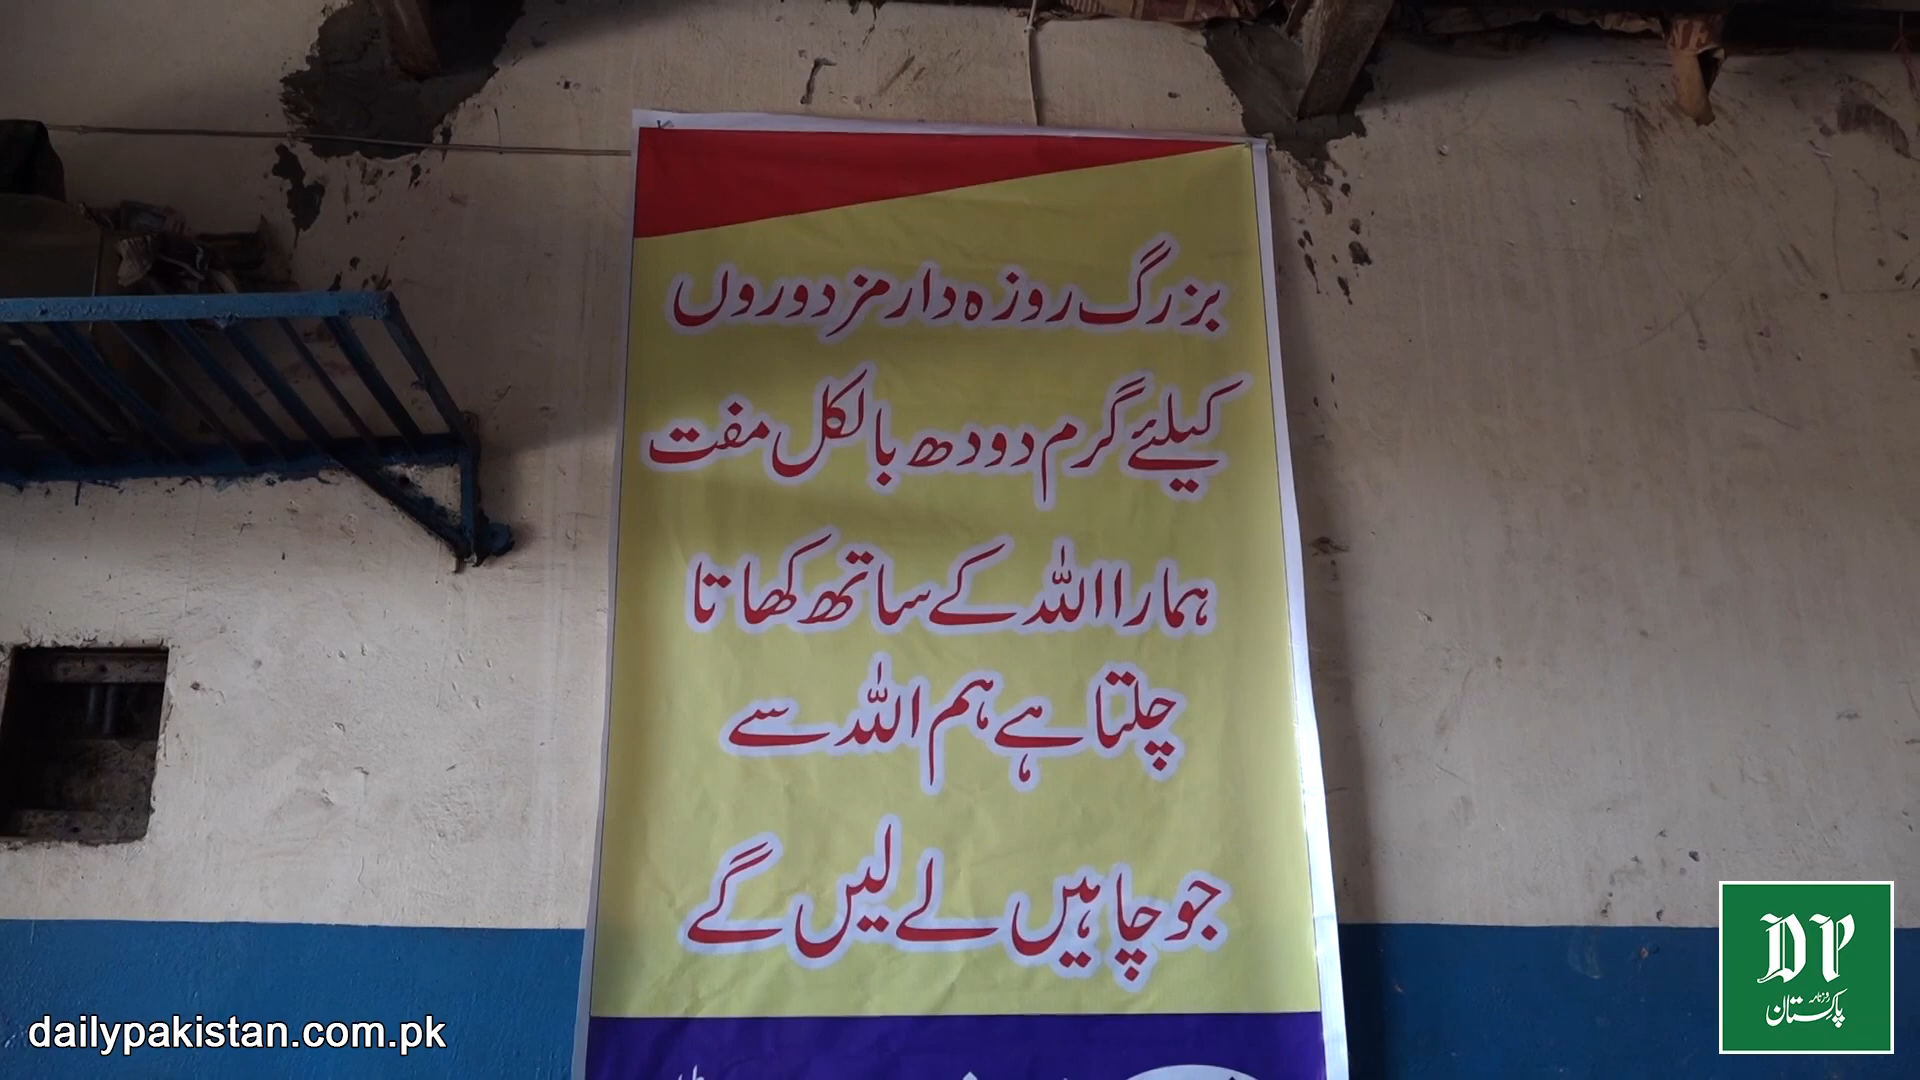 بزرگ روزہ دار مزدوروں
کیلئے گرم دودھ بالکل مفت
ہمارا اللہ کے ساتھ کھاتا
چلتا ہے ہم اللہ سے
جو چاہیں لے لیں گے
dailypakistan.com.pk
DP
روزنامہ
پاکستان